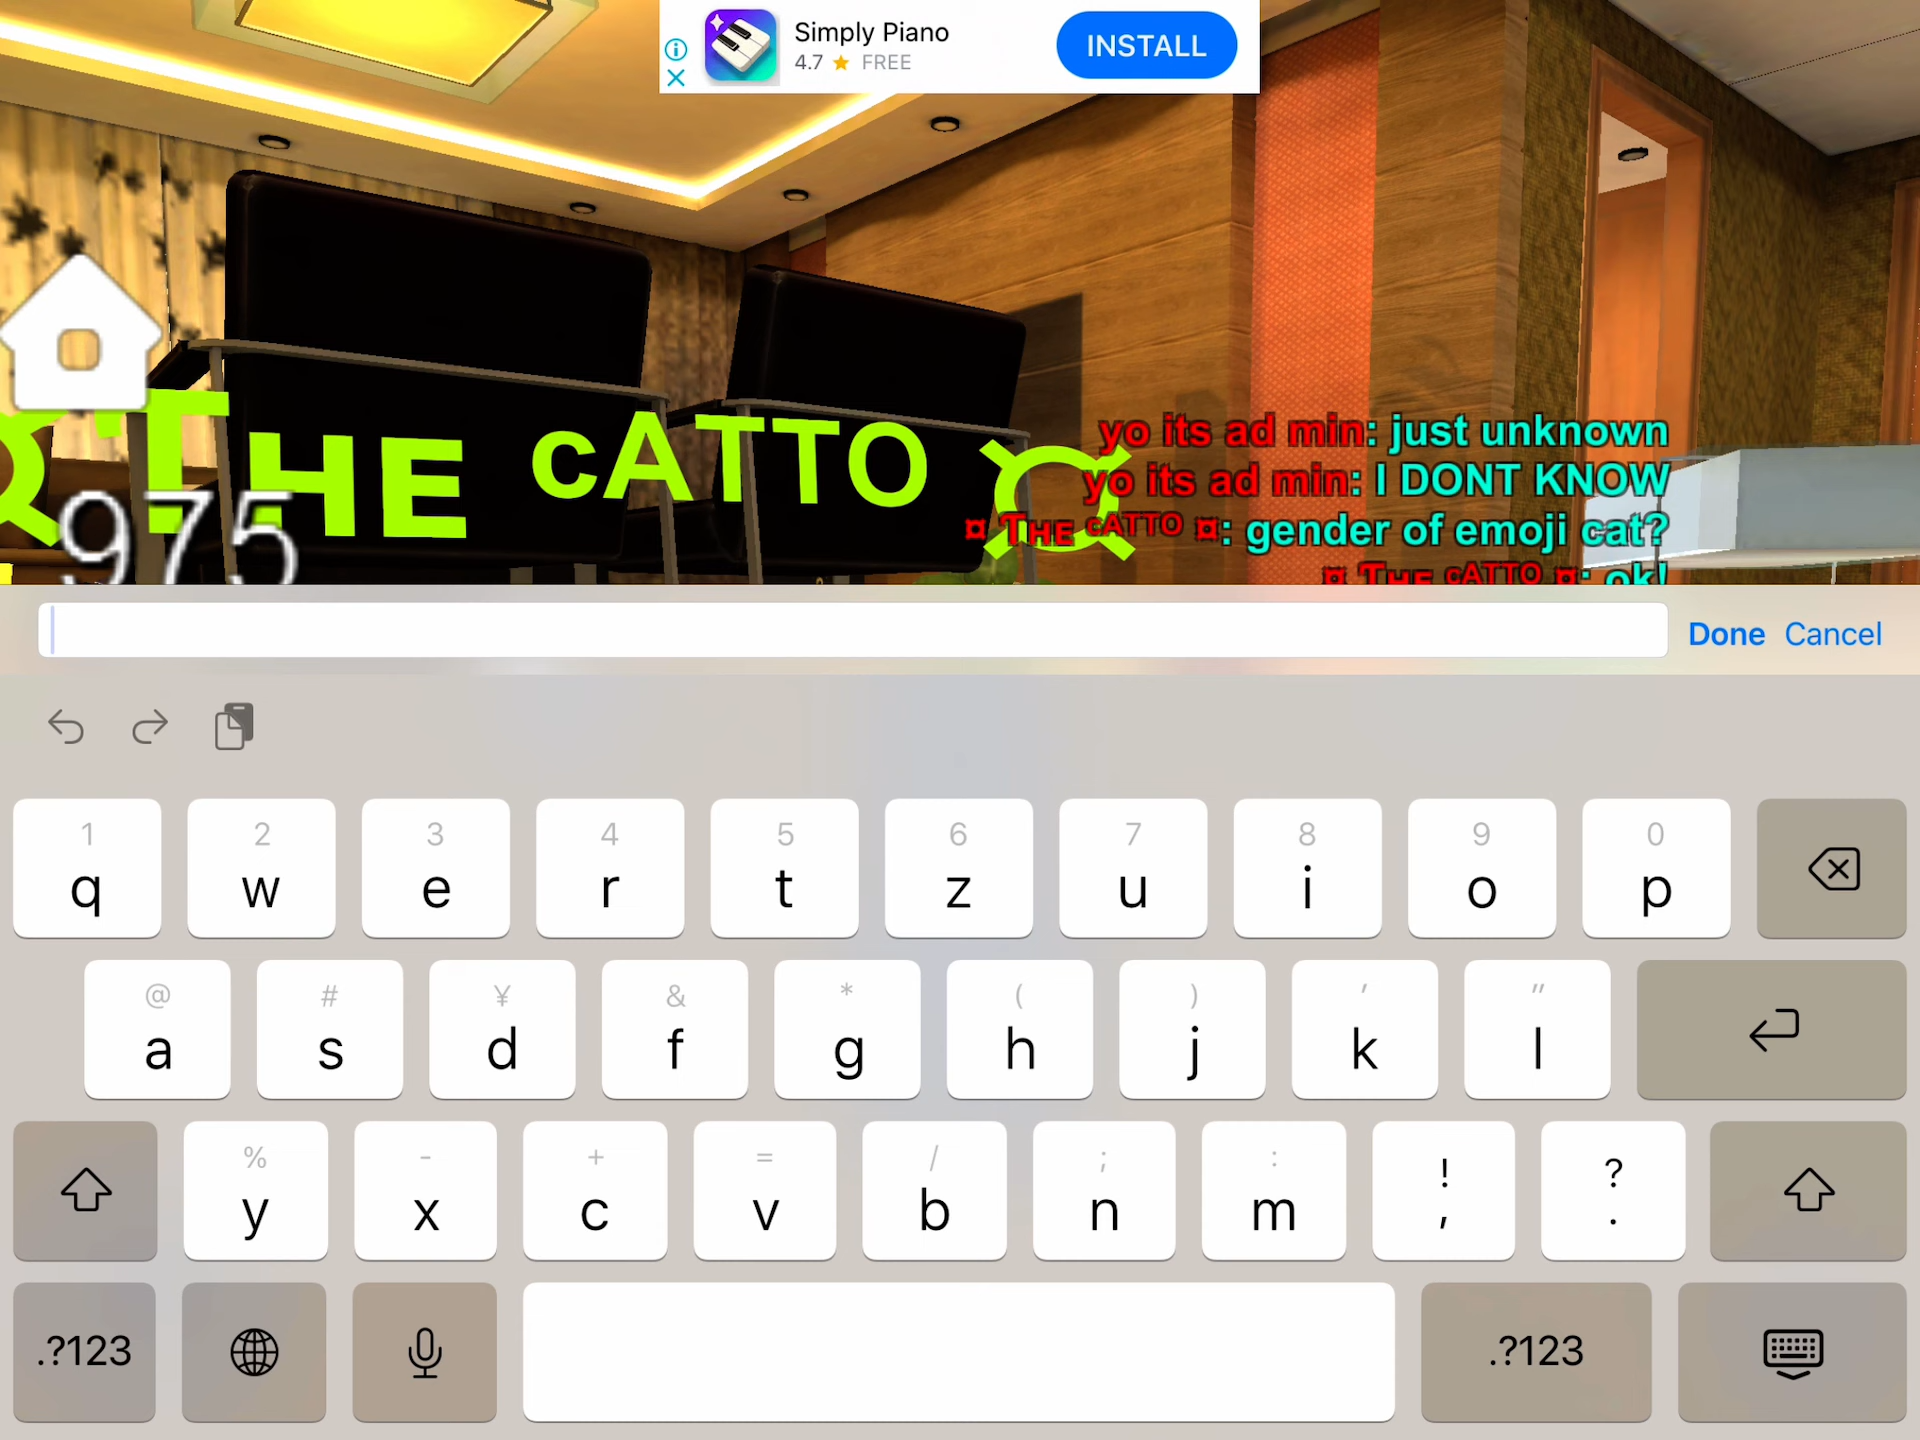 Simply Piano
4.7 ★ FREE
INSTALL
¤ THE cATTO ¤
975
yo its ad min: just unknown
yo its ad min: I DONT KNOW
¤ THE cATTO ¤: gender of emoji cat?
¤ THE cATTO ¤: ok!
Done Cancel
1 2 3 4 5 6 7 8 9 0
q w e r t z u i o p
@ # ¥ & * ( ) ' "
a s d f g h j k l
% - + = / ; : ! ?
y x c v b n m , .
.?123 .?123